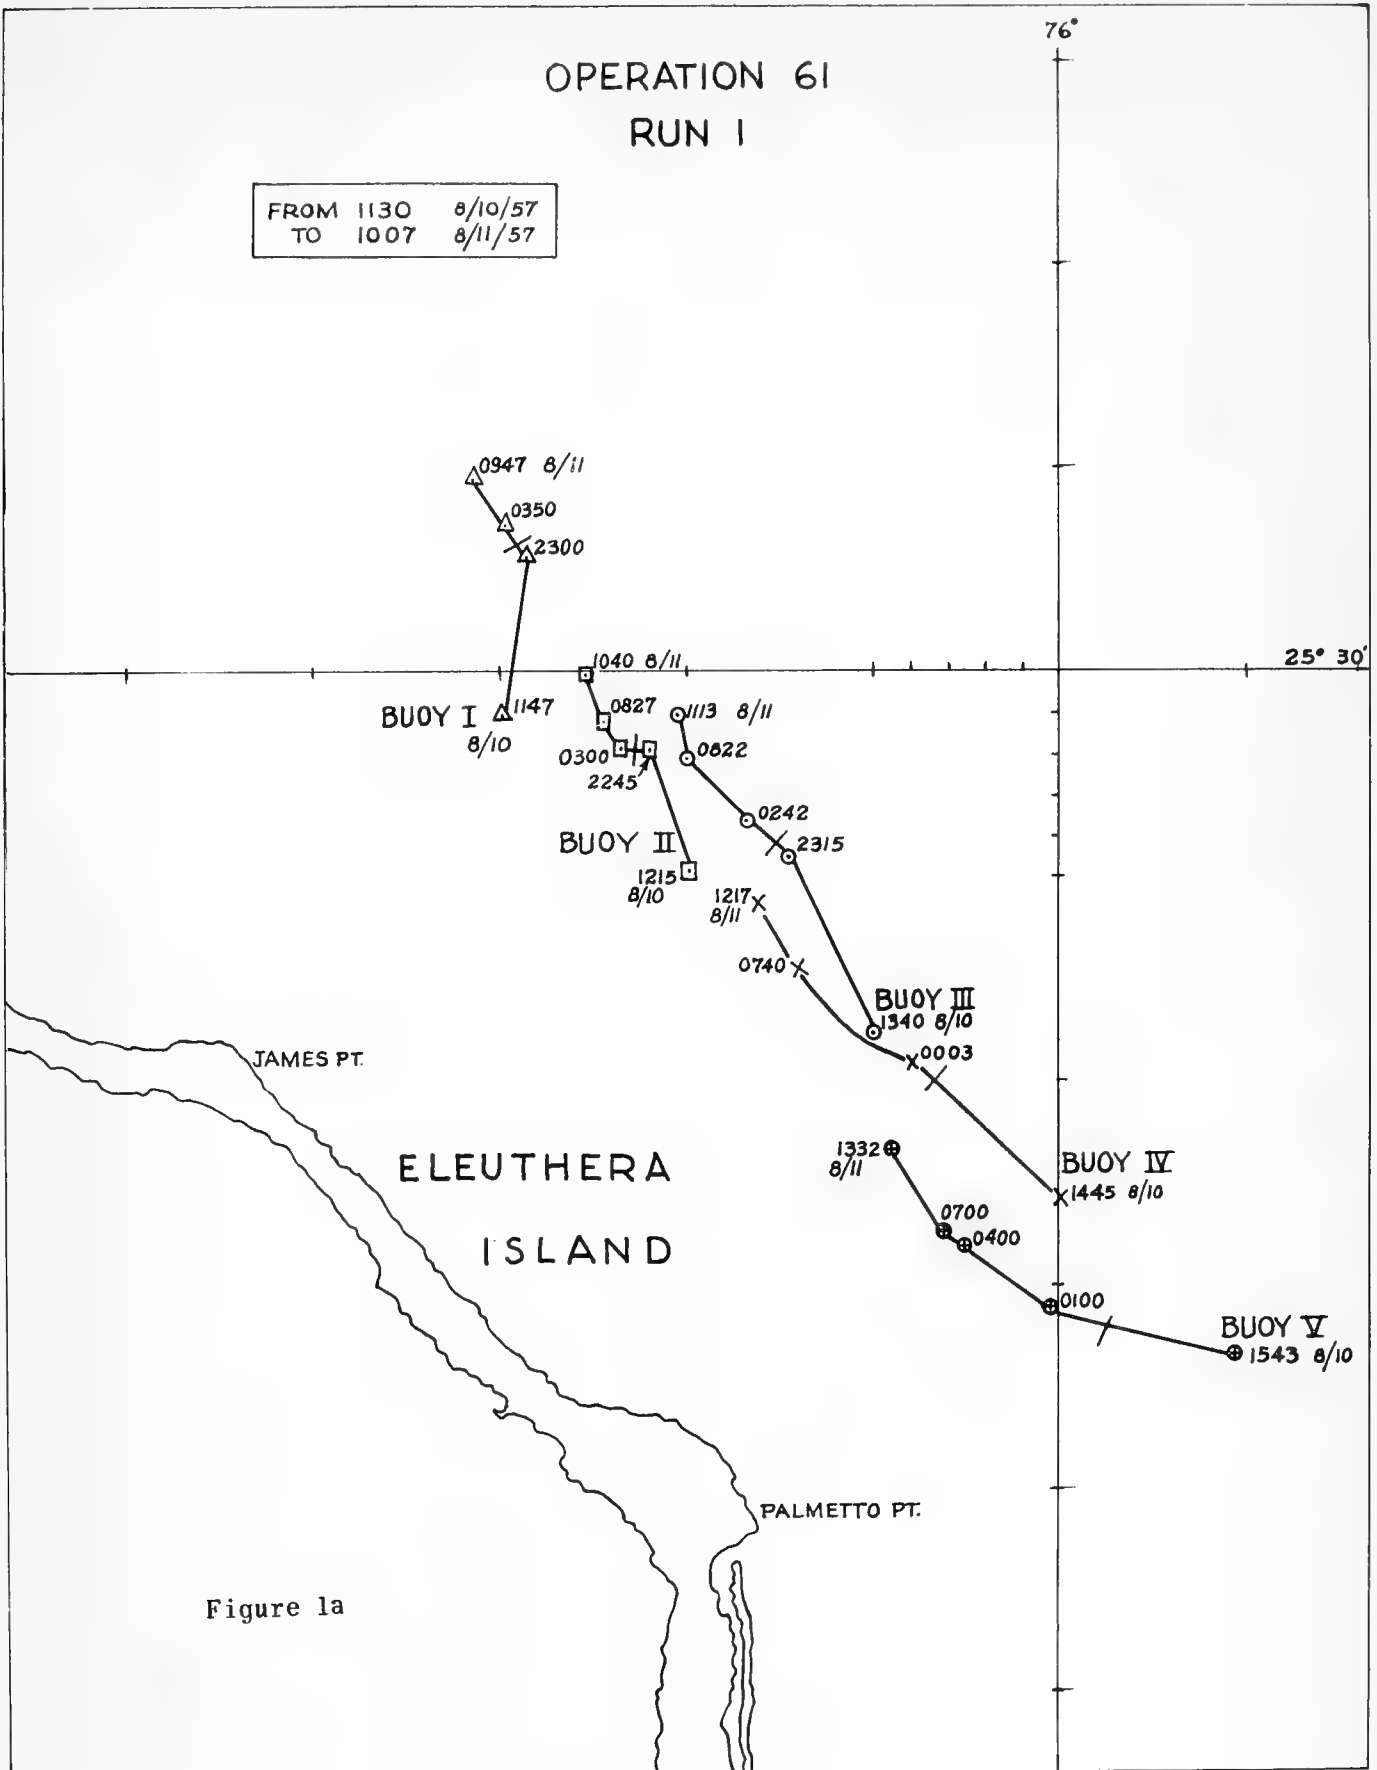 76°
OPERATION 61
RUN 1
FROM 1130 8/10/57
TO 1007 8/11/57
0947 8/11
0350
2300
1040 8/11
25° 30'
BUOY I
1147
8/10
0827
1113 8/11
0300
0822
2245
0242
BUOY II
2315
1215
8/10
1217
8/11
0740
BUOY III
1340 8/10
0003
JAMES PT.
1332
8/11
ELEUTHERA
ISLAND
BUOY IV
1445 8/10
0700
0400
0100
BUOY V
1543 8/10
PALMETTO PT.
Figure 1a